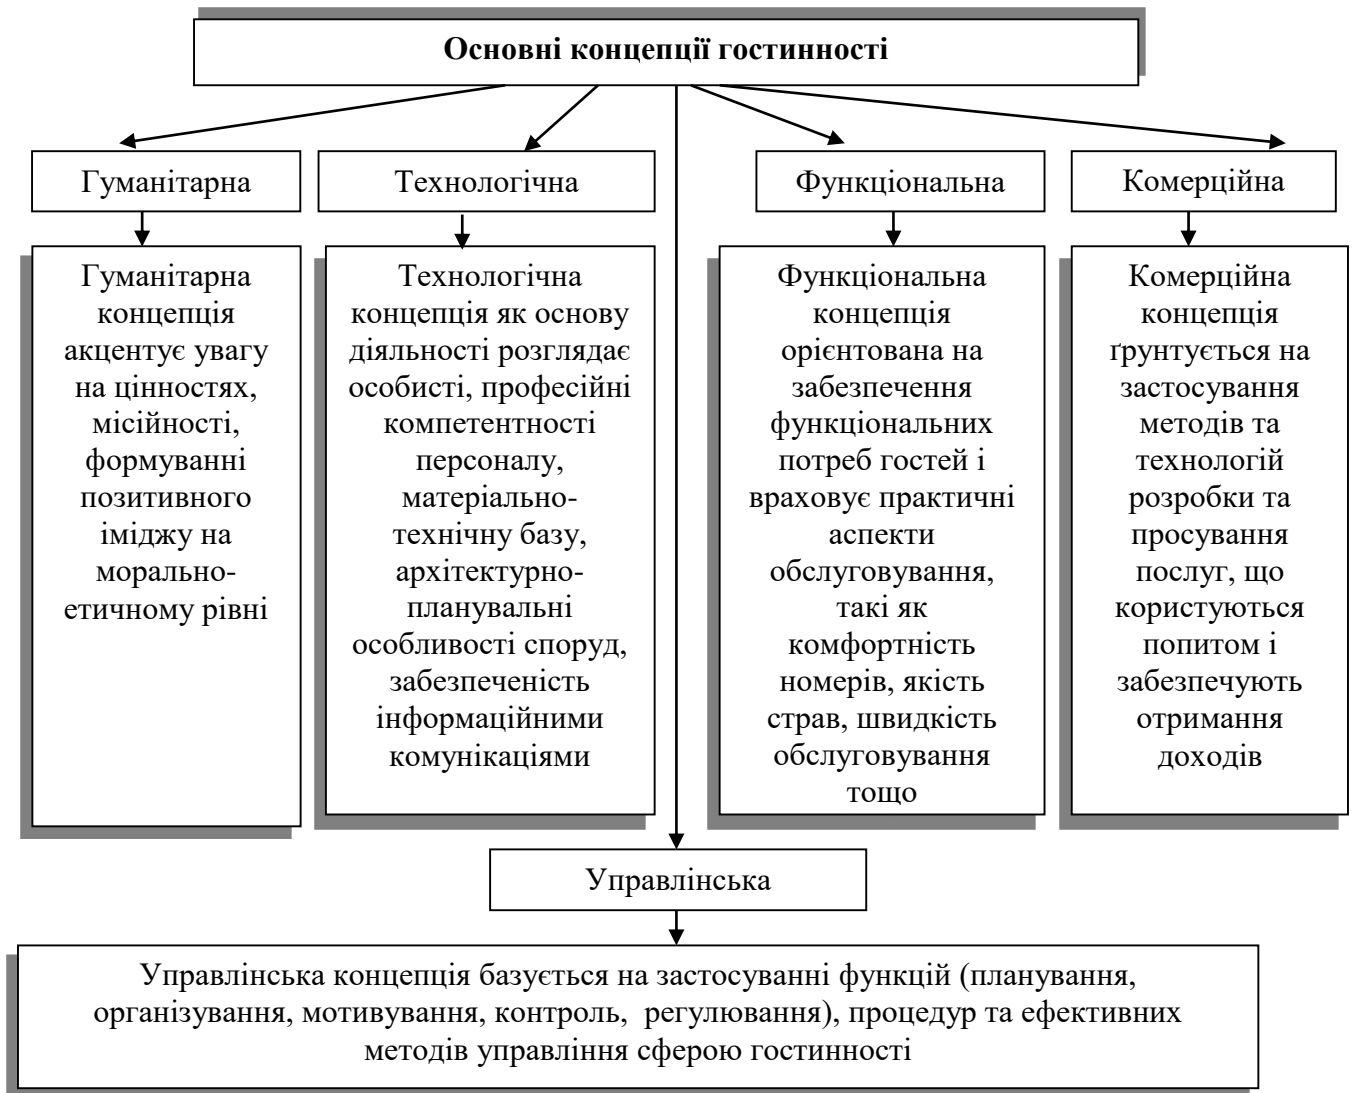 Основні концепції гостинності
Гуманітарна
Технологічна
Функціональна
Комерційна
Гуманітарна
концепція
акцентує увагу
на цінностях,
місійності,
формуванні
позитивного
іміджу на
морально-
етичному рівні
Технологічна
концепція як основу
діяльності розглядає
особисті, професійні
компетентності
персоналу,
матеріально-
технічну базу,
архітектурно-
планувальні
особливості споруд,
забезпеченість
інформаційними
комунікаціями
Функціональна
концепція
орієнтована на
забезпечення
функціональних
потреб гостей і
враховує практичні
аспекти
обслуговування,
такі як
комфортність
номерів, якість
страв, швидкість
обслуговування
тощо
Комерційна
концепція
ґрунтується на
застосування
методів та
технологій
розробки та
просування
послуг, що
користуються
попитом і
забезпечують
отримання
доходів
Управлінська
Управлінська концепція базується на застосуванні функцій (планування,
організування, мотивування, контроль, регулювання), процедур та ефективних
методів управління сферою гостинності